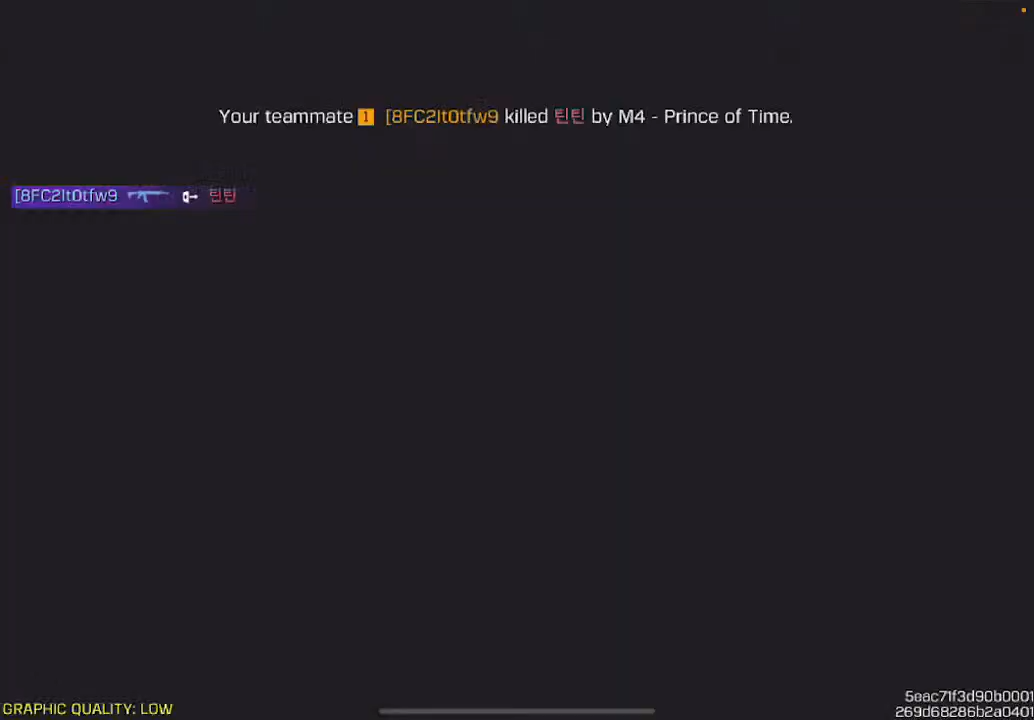 Your teammate 1 [8FC2lt0tfw9 killed 틴틴 by M4 - Prince of Time.
[8FC2lt0tfw9 틴틴
GRAPHIC QUALITY: LOW
5eac71f3d90b0001
269d68286b2a0401